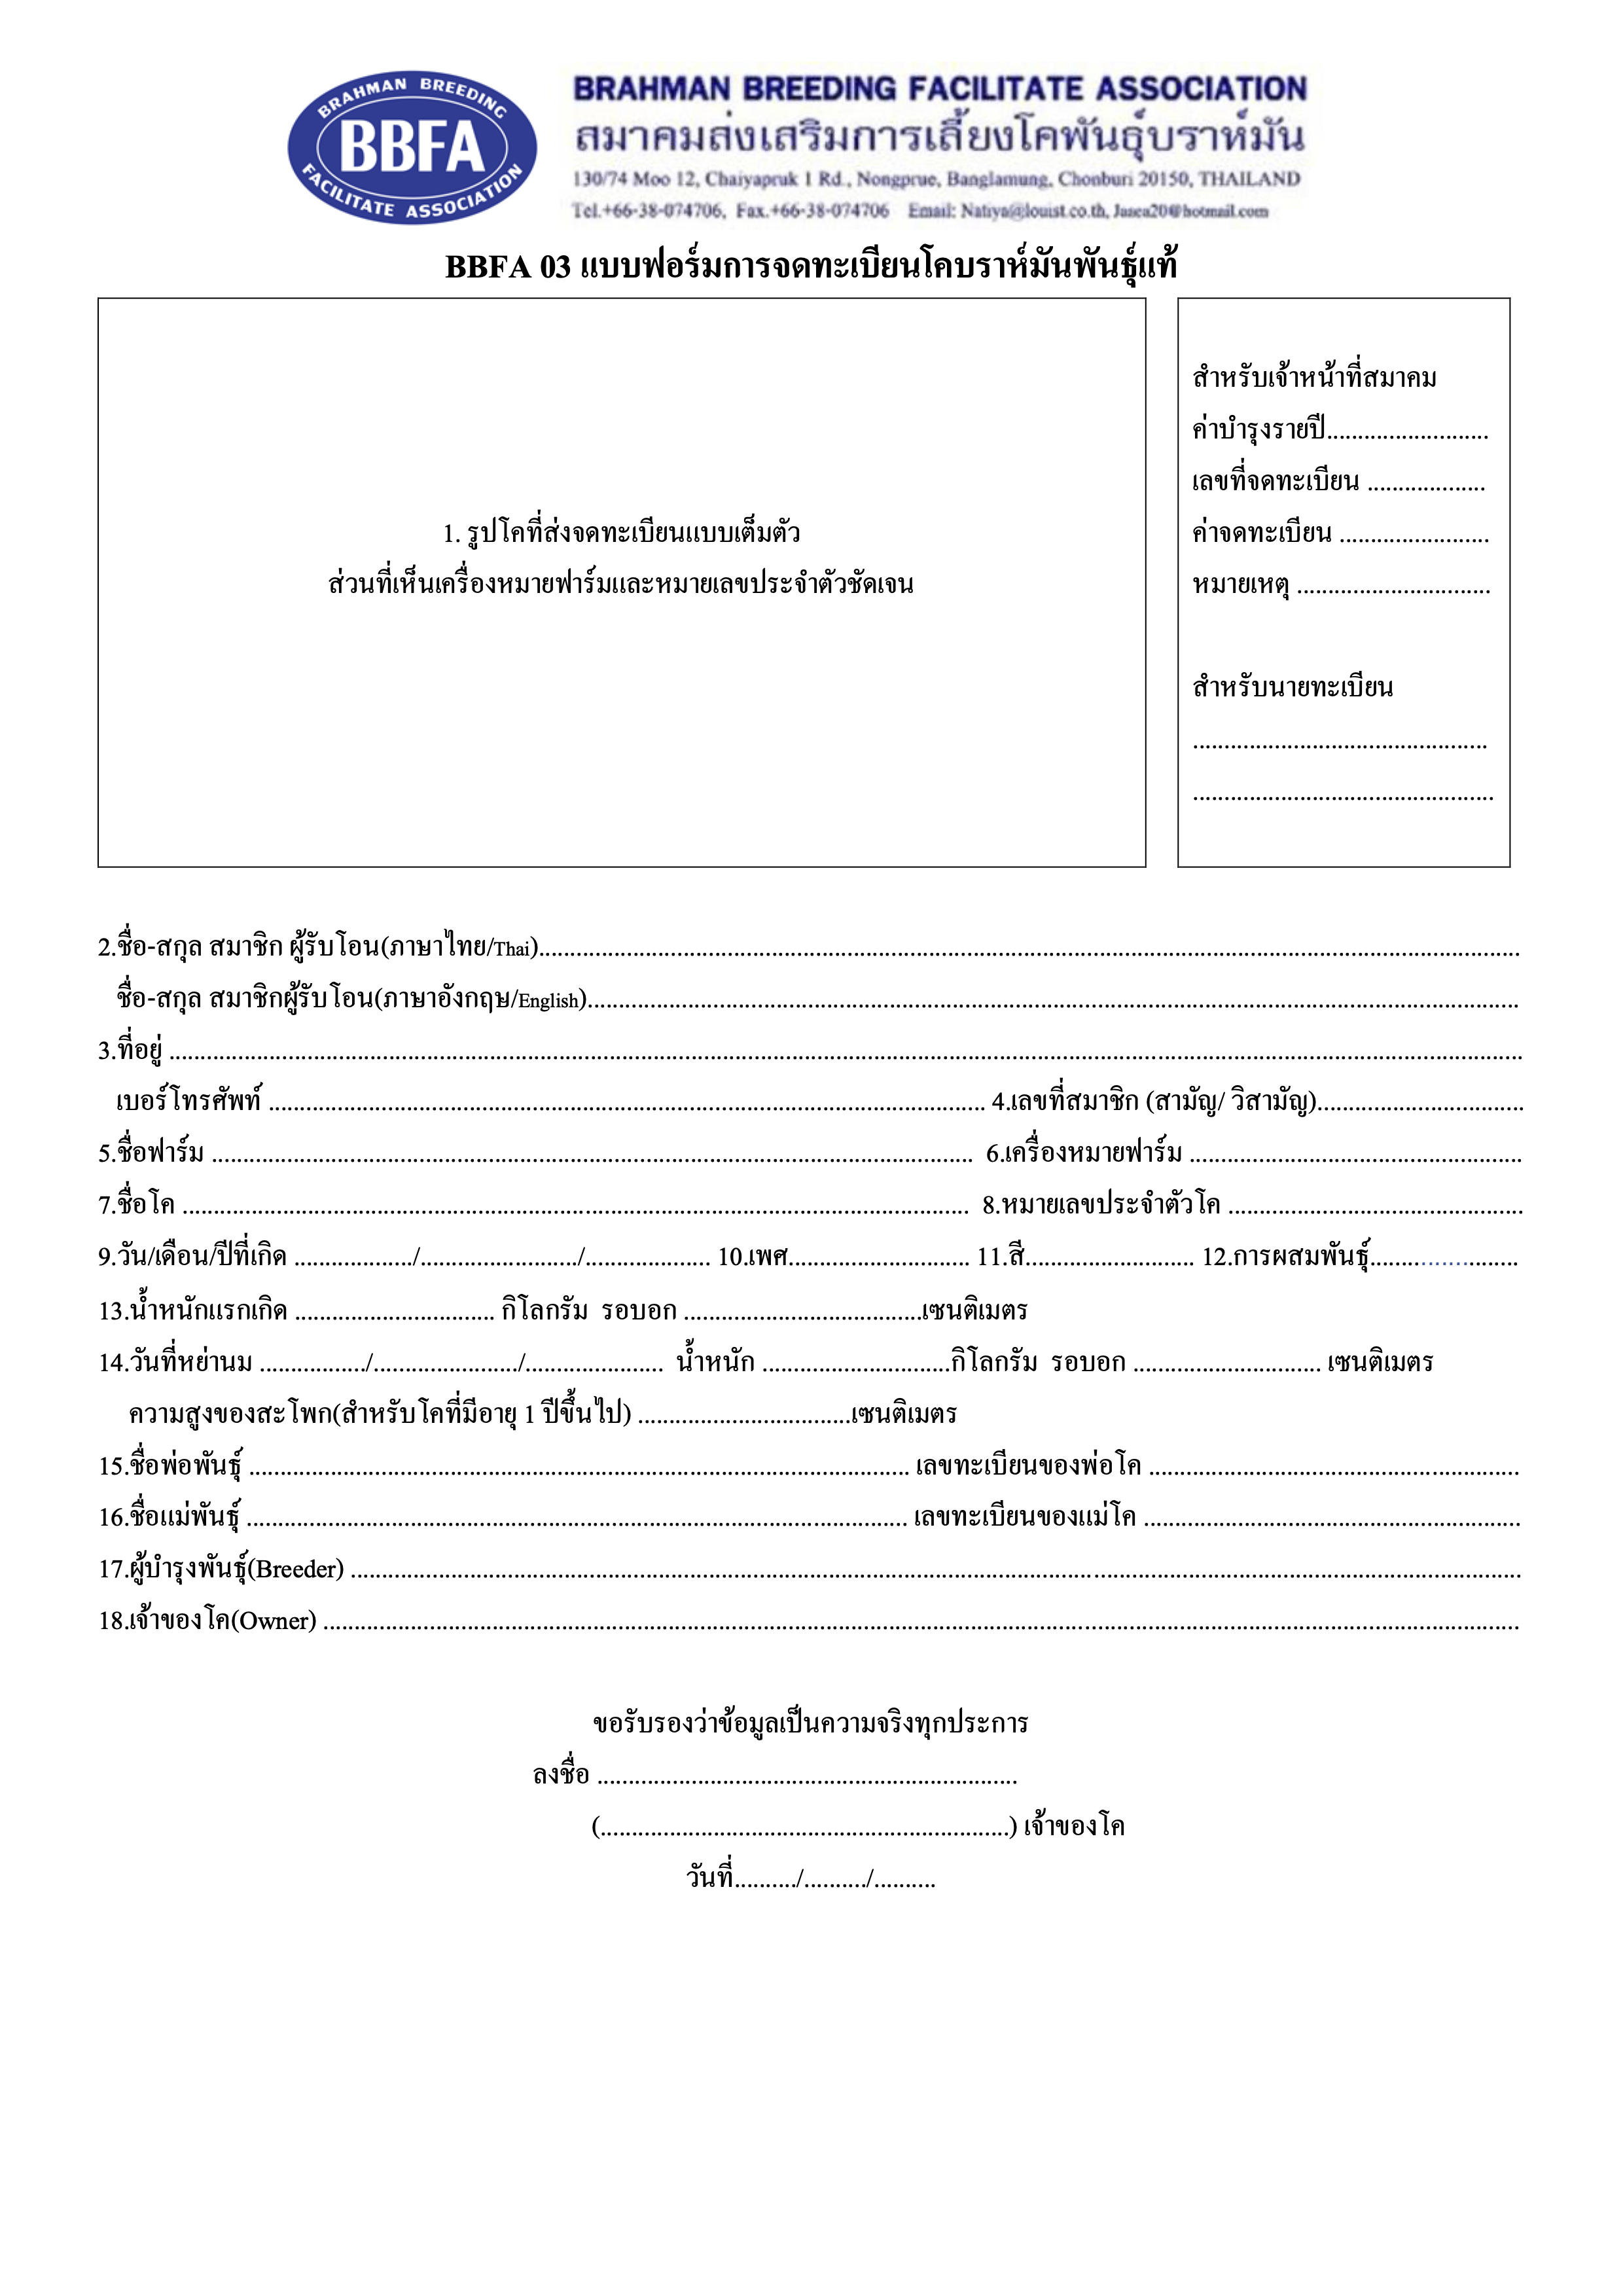 BRAHMAN BREEDING
BBFA
FACILITATE ASSOCIATION
BRAHMAN BREEDING FACILITATE ASSOCIATION
สมาคมส่งเสริมการเลี้ยงโคพันธุ์บราห์มัน
130/74 Moo 12, Chaiyapruk 1 Rd., Nongprue, Banglamung, Chonburi 20150, THAILAND
Tel.+66-38-074706, Fax.+66-38-074706 Email: Natiya@louist.co.th, Jasea20@hotmail.com
BBFA 03 แบบฟอร์มการจดทะเบียนโคบราห์มันพันธุ์แท้
1. รูปโคที่ส่งจดทะเบียนแบบเต็มตัว
ส่วนที่เห็นเครื่องหมายฟาร์มและหมายเลขประจำตัวชัดเจน
สำหรับเจ้าหน้าที่สมาคม
ค่าบำรุงรายปี..........................
เลขที่จดทะเบียน ...................
ค่าจดทะเบียน ........................
หมายเหตุ ...............................
สำหรับนายทะเบียน
...............................................
................................................
2.ชื่อ-สกุล สมาชิก ผู้รับโอน(ภาษาไทย/Thai)..............................................................
ชื่อ-สกุล สมาชิกผู้รับโอน(ภาษาอังกฤษ/English)..............................................................
3.ที่อยู่ ..............................................................
เบอร์โทรศัพท์ .............................................................. 4.เลขที่สมาชิก (สามัญ/ วิสามัญ).................................
5.ชื่อฟาร์ม .............................................................. 6.เครื่องหมายฟาร์ม .....................................................
7.ชื่อโค .............................................................. 8.หมายเลขประจำตัวโค ...............................................
9.วัน/เดือน/ปีที่เกิด .................../........................./.................... 10.เพศ............................. 11.สี........................... 12.การผสมพันธุ์........................
13.น้ำหนักแรกเกิด ................................ กิโลกรัม รอบอก ......................................เซนติเมตร
14.วันที่หย่านม ................./......................./...................... น้ำหนัก ..............................กิโลกรัม รอบอก .............................. เซนติเมตร
ความสูงของสะโพก(สำหรับโคที่มีอายุ 1 ปีขึ้นไป) ..................................เซนติเมตร
15.ชื่อพ่อพันธุ์ .............................................................. เลขทะเบียนของพ่อโค ...........................................................
16.ชื่อแม่พันธุ์ .............................................................. เลขทะเบียนของแม่โค ............................................................
17.ผู้บำรุงพันธุ์(Breeder) ..............................................................
18.เจ้าของโค(Owner) ..............................................................
ขอรับรองว่าข้อมูลเป็นความจริงทุกประการ
ลงชื่อ ...................................................................
(.................................................................) เจ้าของโค
วันที่........../........../..........